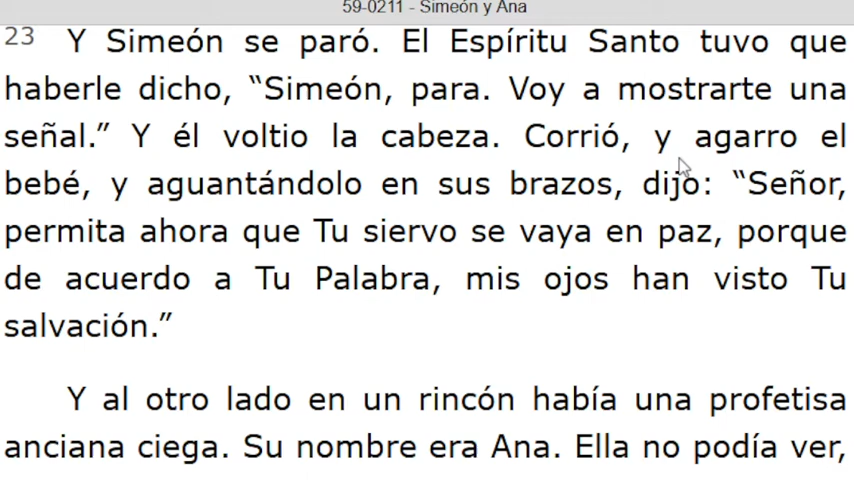 59-0211 - Simeón y Ana
23 Y Simeón se paró. El Espíritu Santo tuvo que
haberle dicho, “Simeón, para. Voy a mostrarte una
señal.” Y él voltio la cabeza. Corrió, y agarro el
bebé, y aguantándolo en sus brazos, dijo: “Señor,
permita ahora que Tu siervo se vaya en paz, porque
de acuerdo a Tu Palabra, mis ojos han visto Tu
salvación.”
Y al otro lado en un rincón había una profetisa
anciana ciega. Su nombre era Ana. Ella no podía ver,